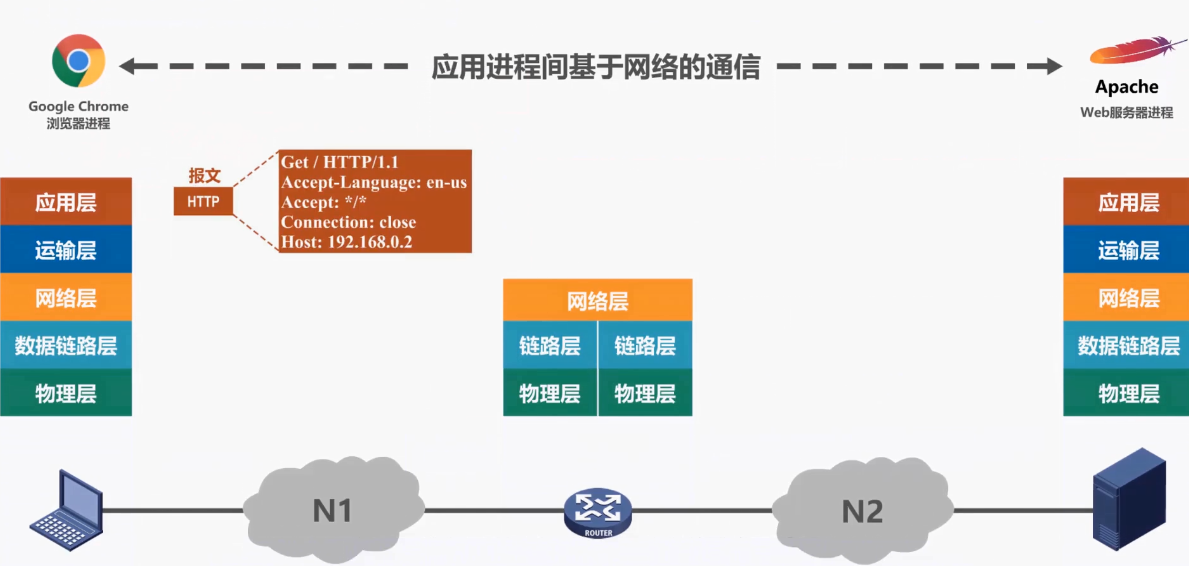 应用进程间基于网络的通信
Google Chrome
浏览器进程
Apache
Web服务器进程
报文
HTTP
Get / HTTP/1.1
Accept-Language: en-us
Accept: */*
Connection: close
Host: 192.168.0.2
应用层
运输层
网络层
数据链路层
物理层
网络层
链路层 链路层
物理层 物理层
应用层
运输层
网络层
数据链路层
物理层
N1
ROUTER
N2